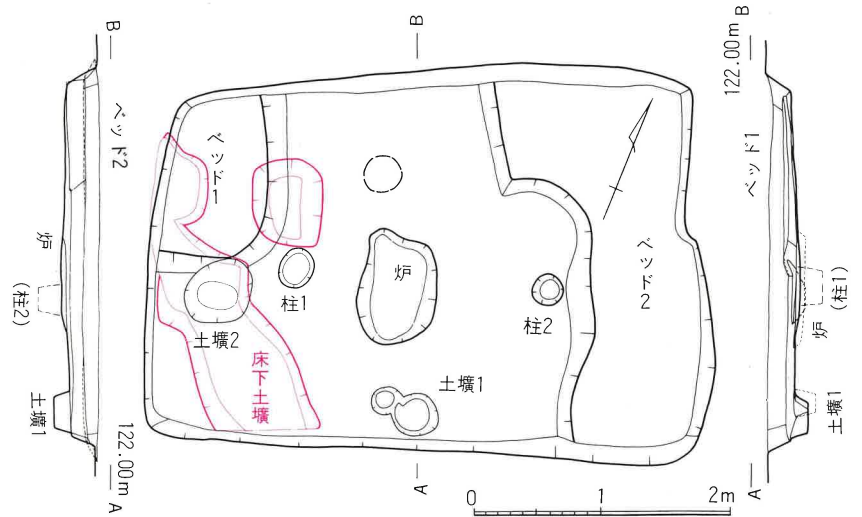 B
ベッド2
炉
(柱2)
土壙1
122.00m
A
B
ベッド1
柱1
土壙2
床下土壙
炉
柱2
土壙1
ベッド2
A
0 1 2m
B
122.00m
ベッド1
(柱1)
炉
土壙1
A